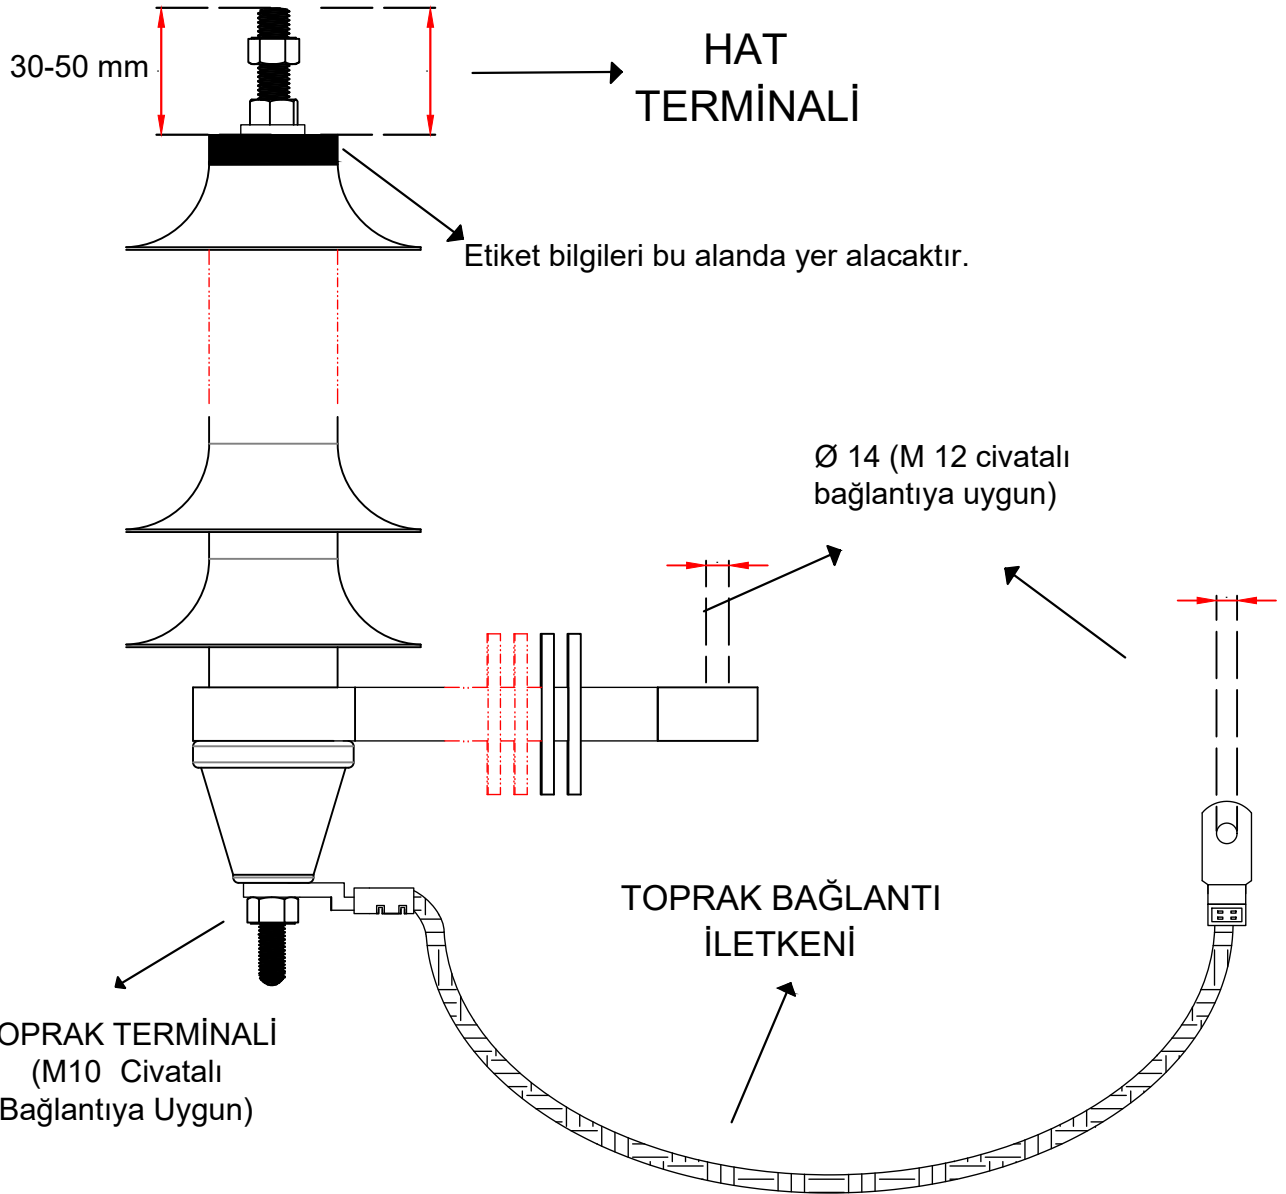 30-50 mm
HAT
TERMİNALİ
Etiket bilgileri bu alanda yer alacaktır.
Ø 14 (M 12 civatalı
bağlantıya uygun)
TOPRAK BAĞLANTI
İLETKENİ
OPRAK TERMİNALİ
(M10 Civatalı
Bağlantıya Uygun)